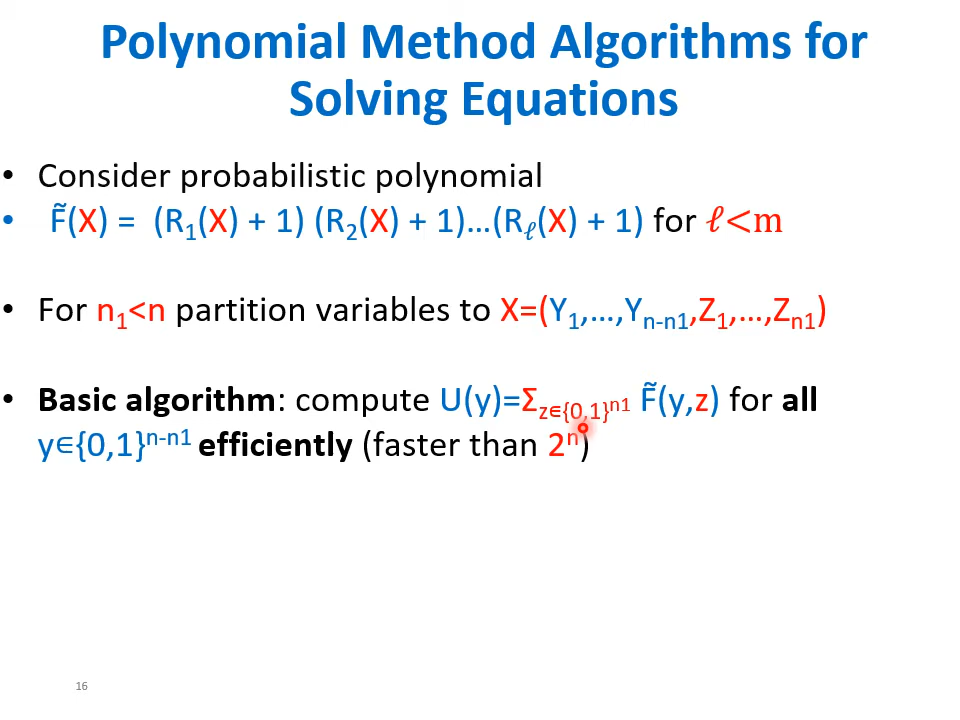 Polynomial Method Algorithms for
Solving Equations
• Consider probabilistic polynomial
• F̃(X) = (R₁(X) + 1) (R₂(X) + 1)…(Rℓ(X) + 1) for ℓ<m
• For n₁<n partition variables to X=(Y₁,…,Yn-n1,Z₁,…,Zn1)
• Basic algorithm: compute U(y)=Σz∈{0,1}ⁿ¹ F̃(y,z) for all
y∈{0,1}ⁿ⁻ⁿ¹ efficiently (faster than 2ⁿ)
16